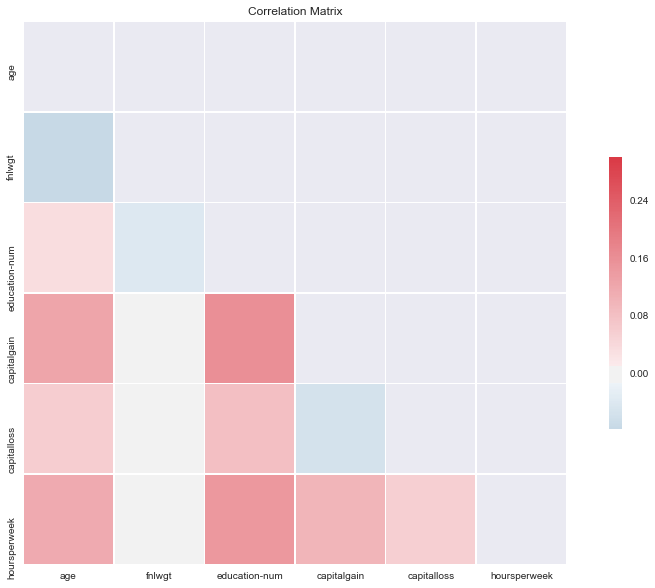 Correlation Matrix
age
fnlwgt
education-num
capitalgain
capitalloss
hoursperweek
age
fnlwgt
education-num
capitalgain
capitalloss
hoursperweek
0.24
0.16
0.08
0.00